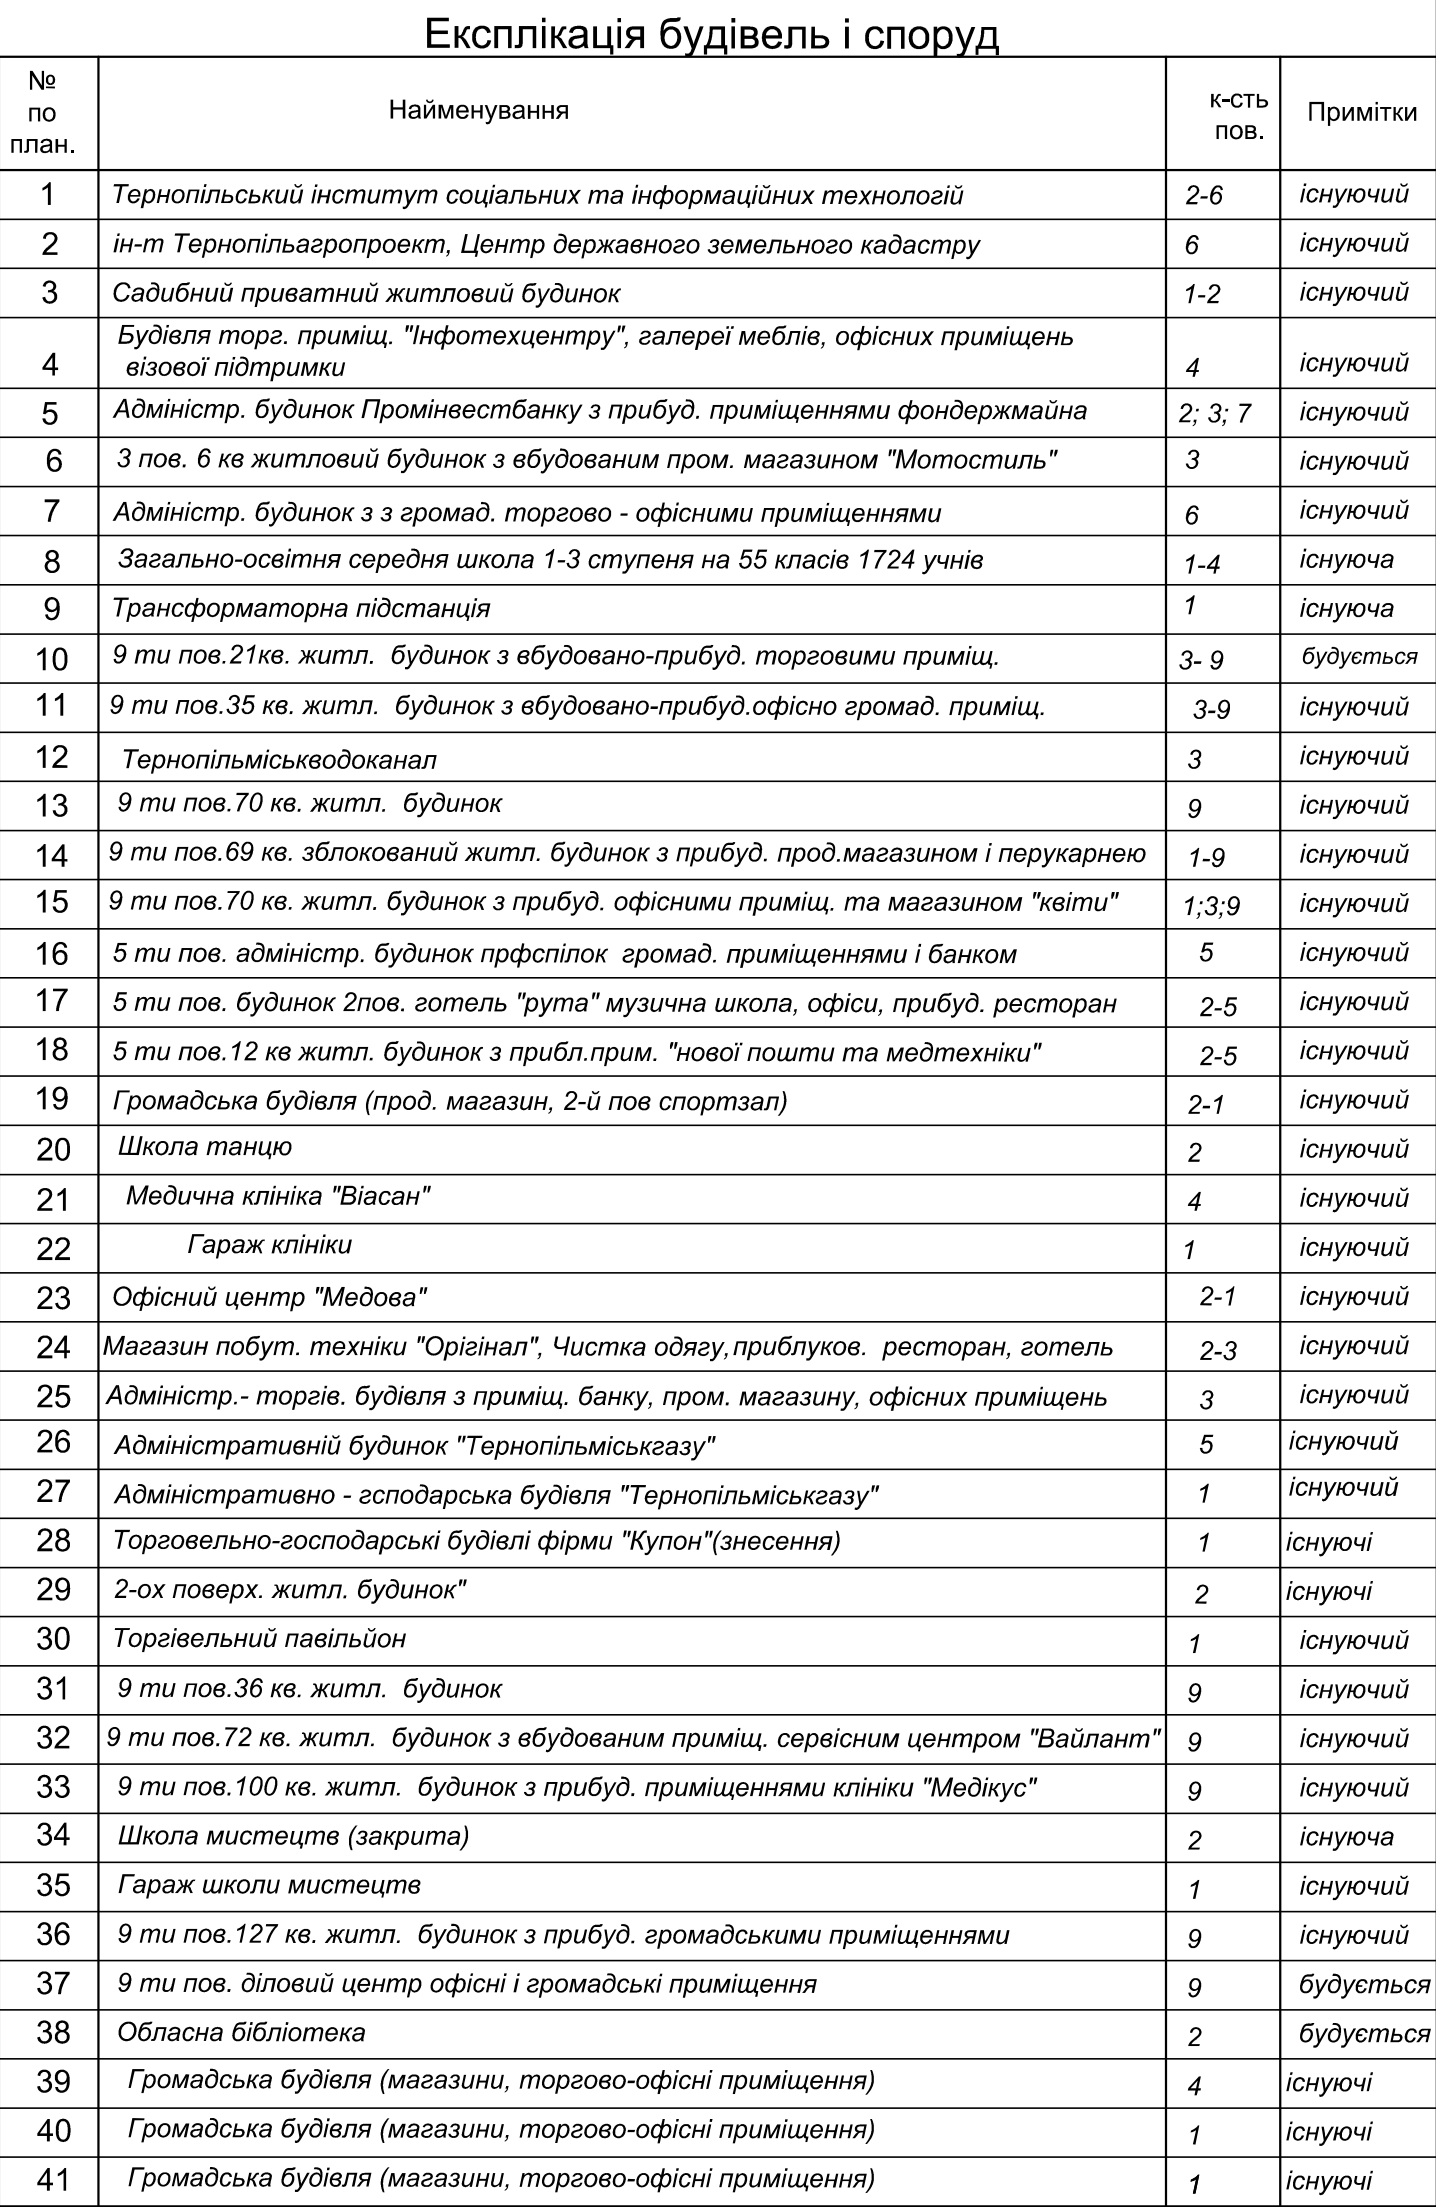 Експлікація будівель і споруд
№ по план. Найменування к-сть пов. Примітки
1 Тернопільський інститут соціальних та інформаційних технологій 2-6 існуючий
2 ін-т Тернопільагропроект, Центр державного земельного кадастру 6 існуючий
3 Садибний приватний житловий будинок 1-2 існуючий
4 Будівля торг. приміщ. "Інфотехцентру", галереї меблів, офісних приміщень
візової підтримки 4 існуючий
5 Адміністр. будинок Промінвестбанку з прибуд. приміщеннями фондержмайна 2; 3; 7 існуючий
6 3 пов. 6 кв житловий будинок з вбудованим пром. магазином "Мотостиль" 3 існуючий
7 Адміністр. будинок з з громад. торгово - офісними приміщеннями 6 існуючий
8 Загально-освітня середня школа 1-3 ступеня на 55 класів 1724 учнів 1-4 існуюча
9 Трансформаторна підстанція 1 існуюча
10 9 ти пов.21кв. житл. будинок з вбудовано-прибуд. торговими приміщ. 3- 9 будується
11 9 ти пов.35 кв. житл. будинок з вбудовано-прибуд.офісно громад. приміщ. 3-9 існуючий
12 Тернопільміськводоканал 3 існуючий
13 9 ти пов.70 кв. житл. будинок 9 існуючий
14 9 ти пов.69 кв. зблокований житл. будинок з прибуд. прод.магазином і перукарнею 1-9 існуючий
15 9 ти пов.70 кв. житл. будинок з прибуд. офісними приміщ. та магазином "квіти" 1;3;9 існуючий
16 5 ти пов. адміністр. будинок прфспілок громад. приміщеннями і банком 5 існуючий
17 5 ти пов. будинок 2пов. готель "рута" музична школа, офіси, прибуд. ресторан 2-5 існуючий
18 5 ти пов.12 кв житл. будинок з прибл.прим. "нової пошти та медтехніки" 2-5 існуючий
19 Громадська будівля (прод. магазин, 2-й пов спортзал) 2-1 існуючий
20 Школа танцю 2 існуючий
21 Медична клініка "Віасан" 4 існуючий
22 Гараж клініки 1 існуючий
23 Офісний центр "Медова" 2-1 існуючий
24 Магазин побут. техніки "Орігінал", Чистка одягу,приблуков. ресторан, готель 2-3 існуючий
25 Адміністр.- торгів. будівля з приміщ. банку, пром. магазину, офісних приміщень 3 існуючий
26 Адміністративній будинок "Тернопільміськгазу" 5 існуючий
27 Адміністративно - гсподарська будівля "Тернопільміськгазу" 1 існуючий
28 Торговельно-господарські будівлі фірми "Купон"(знесення) 1 існуючі
29 2-ох поверх. житл. будинок" 2 існуючі
30 Торгівельний павільйон 1 існуючий
31 9 ти пов.36 кв. житл. будинок 9 існуючий
32 9 ти пов.72 кв. житл. будинок з вбудованим приміщ. сервісним центром "Вайлант" 9 існуючий
33 9 ти пов.100 кв. житл. будинок з прибуд. приміщеннями клініки "Медікус" 9 існуючий
34 Школа мистецтв (закрита) 2 існуюча
35 Гараж школи мистецтв 1 існуючий
36 9 ти пов.127 кв. житл. будинок з прибуд. громадськими приміщеннями 9 існуючий
37 9 ти пов. діловий центр офісні і громадські приміщення 9 будується
38 Обласна бібліотека 2 будується
39 Громадська будівля (магазини, торгово-офісні приміщення) 4 існуючі
40 Громадська будівля (магазини, торгово-офісні приміщення) 1 існуючі
41 Громадська будівля (магазини, торгово-офісні приміщення) 1 існуючі